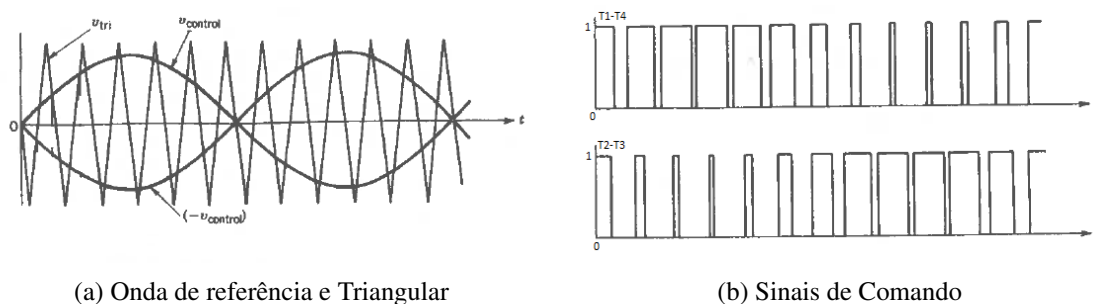 v_tri
v_control
0
t
(-v_control)
(a) Onda de referência e Triangular
T1-T4
1
0
T2-T3
1
0
(b) Sinais de Comando